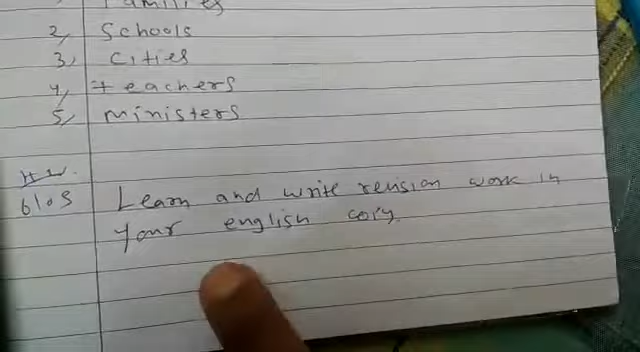 Families
2, Schools
3, Cities
4, teachers
5, ministers
H.W.
6/05 Learn and write revision work in
your english copy.